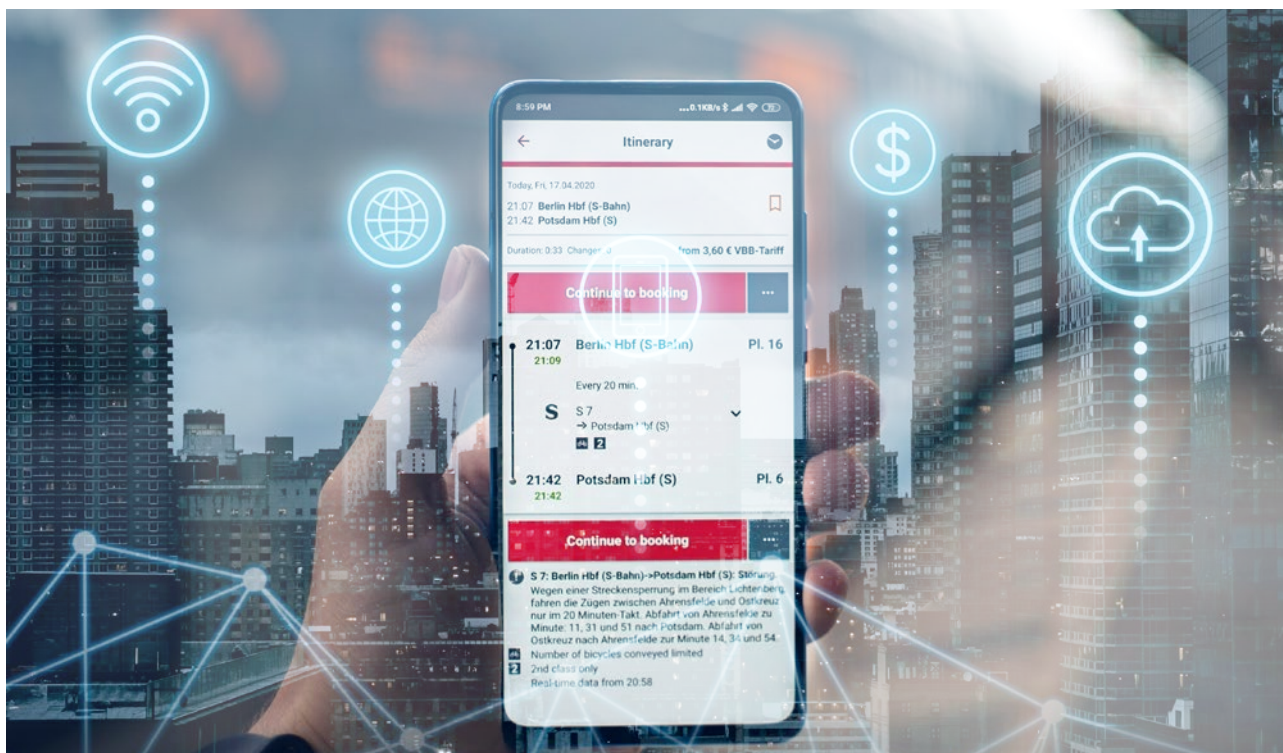 8:59 PM ...0.1KB/s 72
Itinerary
Today, Fri, 17.04.2020
21:07 Berlin Hbf (S-Bahn)
21:42 Potsdam Hbf (S)
Duration: 0:33 Changes: 0 from 3,60 € VBB-Tariff
Continue to booking ...
21:07 Berlin Hbf (S-Bahn) Pl. 16
21:09
Every 20 min.
S S 7
→ Potsdam Hbf (S)
2
21:42 Potsdam Hbf (S) Pl. 6
21:42
Continue to booking ...
S 7: Berlin Hbf (S-Bahn)->Potsdam Hbf (S): Störung
Wegen einer Streckensperrung im Bereich Lichtenberg
fahren die Zügen zwischen Ahrensfelde und Ostkreuz
nur im 20 Minuten-Takt. Abfahrt von Ahrensfelde zu
Minute: 11, 31 und 51 nach Potsdam. Abfahrt von
Ostkreuz nach Ahrensfelde zur Minute 14, 34 und 54.
Number of bicycles conveyed limited
2 2nd class only
Real-time data from 20:58
$